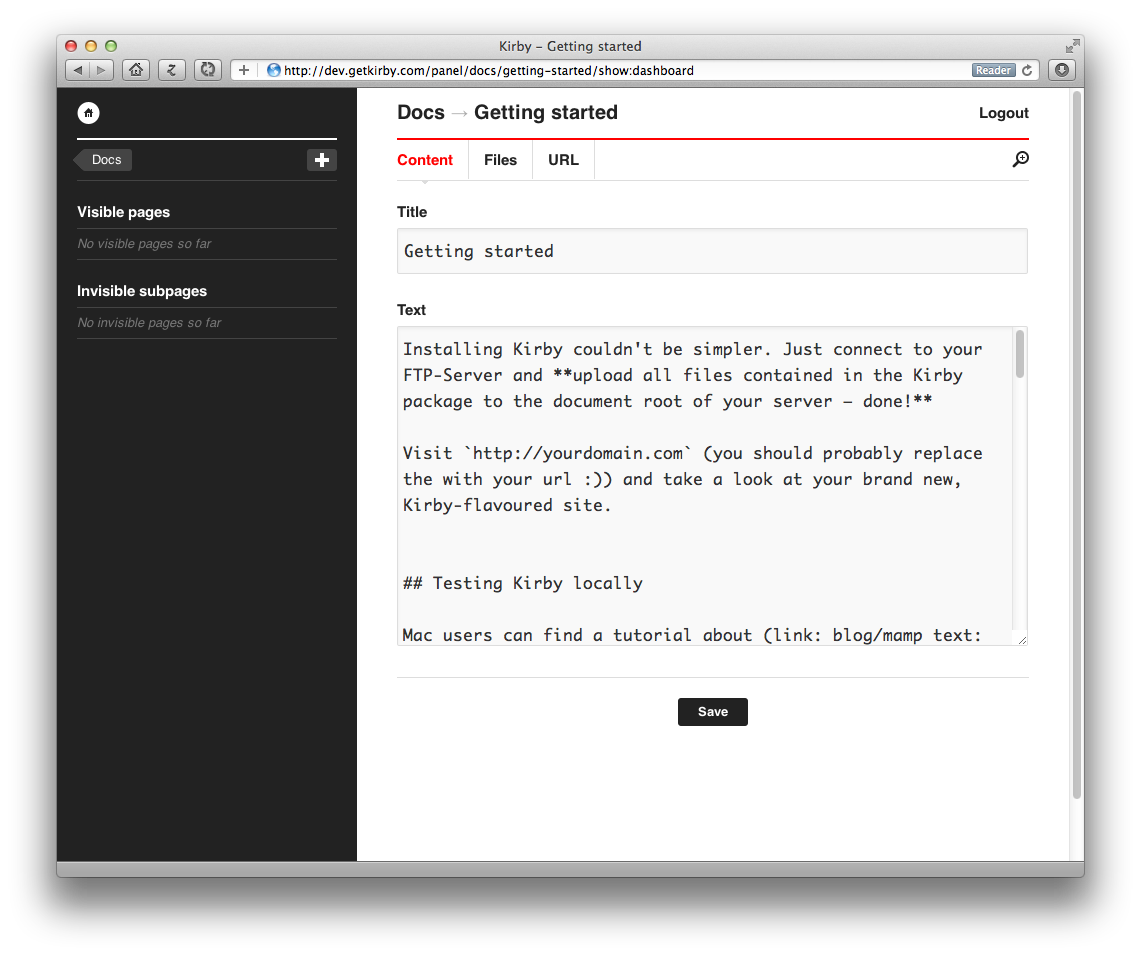 Kirby – Getting started
http://dev.getkirby.com/panel/docs/getting-started/show:dashboard
Reader
Docs → Getting started
Logout
Docs
Content
Files
URL
Visible pages
No visible pages so far
Invisible subpages
No invisible pages so far
Title
Getting started
Text
Installing Kirby couldn't be simpler. Just connect to your
FTP-Server and **upload all files contained in the Kirby
package to the document root of your server – done!**
Visit `http://yourdomain.com` (you should probably replace
the with your url :)) and take a look at your brand new,
Kirby-flavoured site.
## Testing Kirby locally
Mac users can find a tutorial about (link: blog/mamp text:
Save